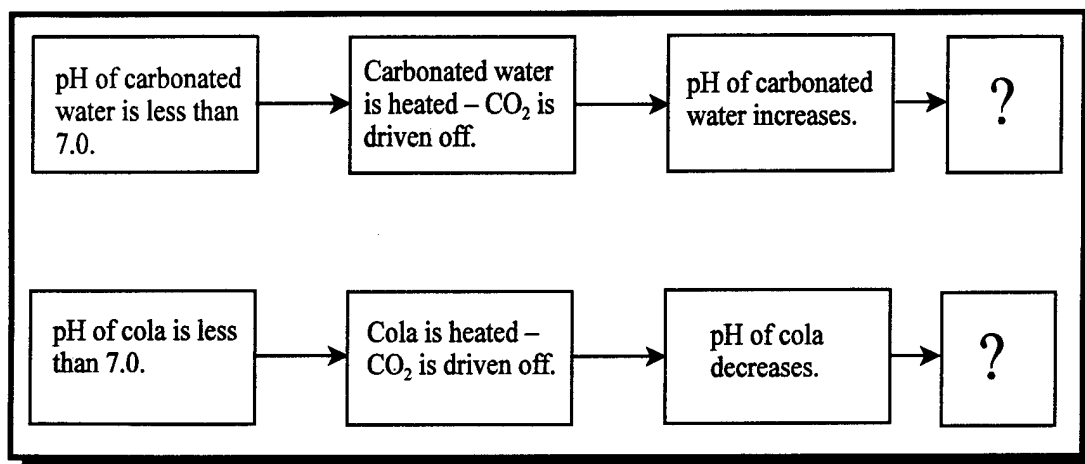 pH of carbonated
water is less than
7.0.
Carbonated water
is heated – CO₂ is
driven off.
pH of carbonated
water increases.
?
pH of cola is less
than 7.0.
Cola is heated –
CO₂ is driven off.
pH of cola
decreases.
?